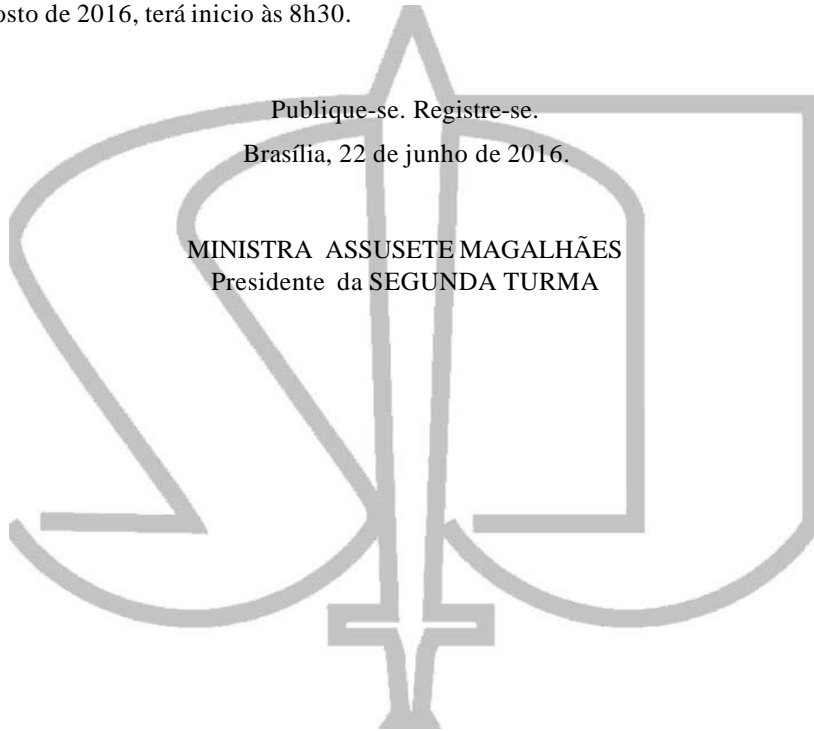 osto de 2016, terá inicio às 8h30.
Publique-se. Registre-se.
Brasília, 22 de junho de 2016.
MINISTRA ASSUSETE MAGALHÃES
Presidente da SEGUNDA TURMA